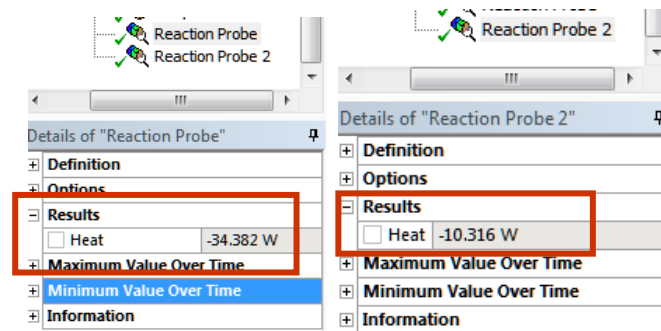 Reaction Probe
Reaction Probe 2
Details of "Reaction Probe"
Definition
Options
Results
Heat -34.382 W
Maximum Value Over Time
Minimum Value Over Time
Information
Reaction Probe 2
Details of "Reaction Probe 2"
Definition
Options
Results
Heat -10.316 W
Maximum Value Over Time
Minimum Value Over Time
Information